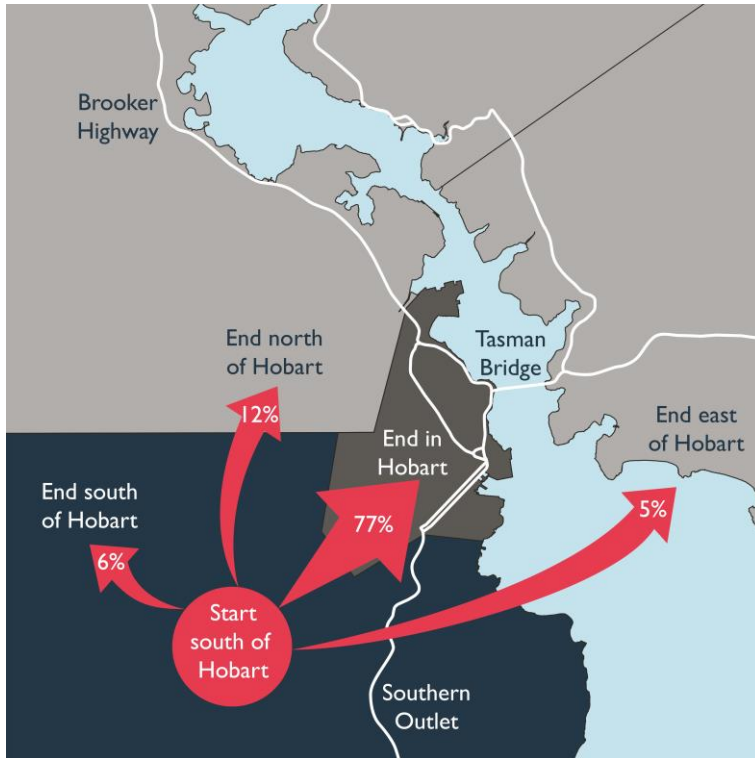 Brooker
Highway
End north
of Hobart
Tasman
Bridge
12%
End in
Hobart
End east
of Hobart
End south
of Hobart
77%
5%
6%
Start
south of
Hobart
Southern
Outlet